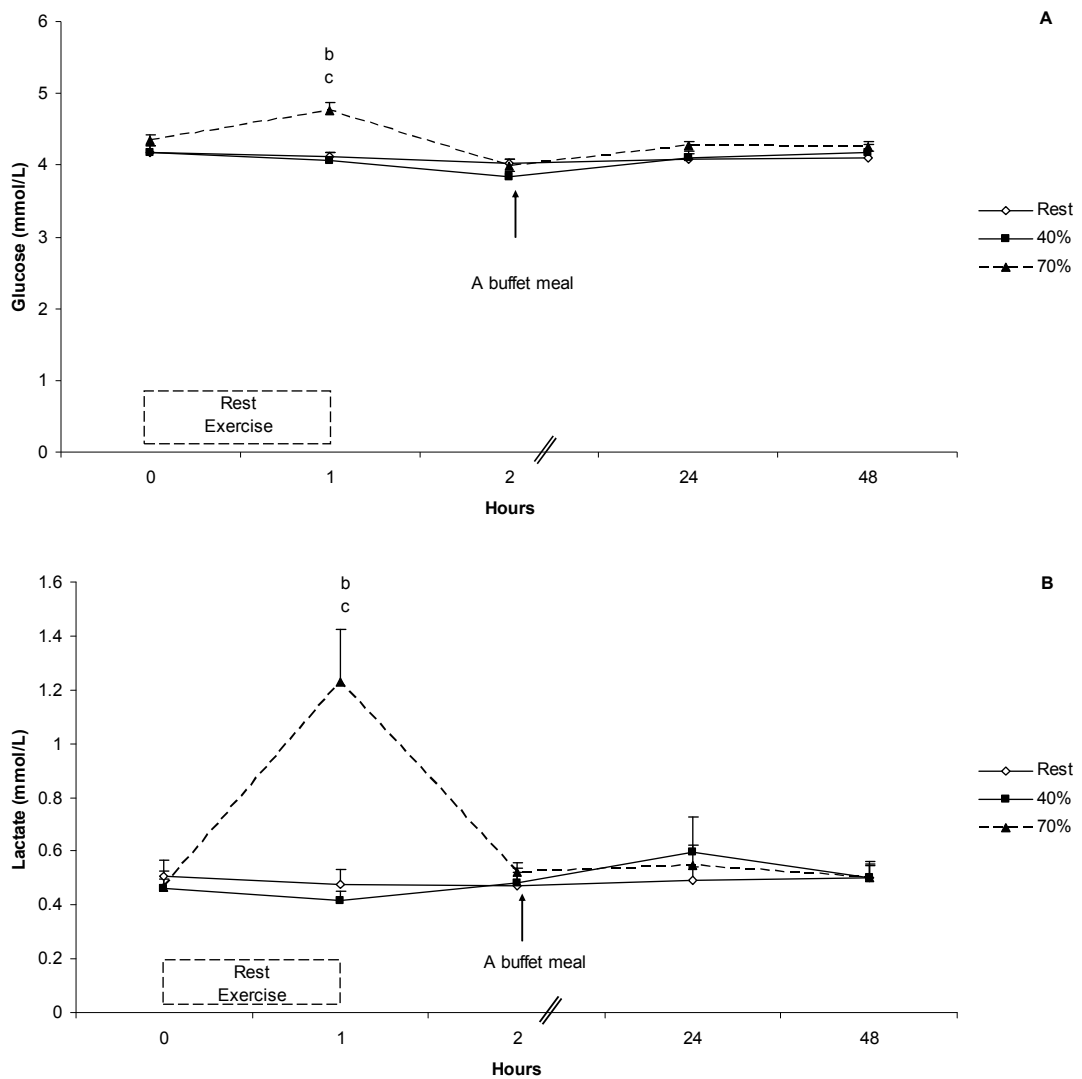 A
6
5
4
3
2
1
0
Glucose (mmol/L)
b
c
A buffet meal
Rest
Exercise
0 1 2 24 48
Hours
Rest
40%
70%
B
1.6
1.4
1.2
1
0.8
0.6
0.4
0.2
0
Lactate (mmol/L)
b
c
A buffet meal
Rest
Exercise
0 1 2 24 48
Hours
Rest
40%
70%